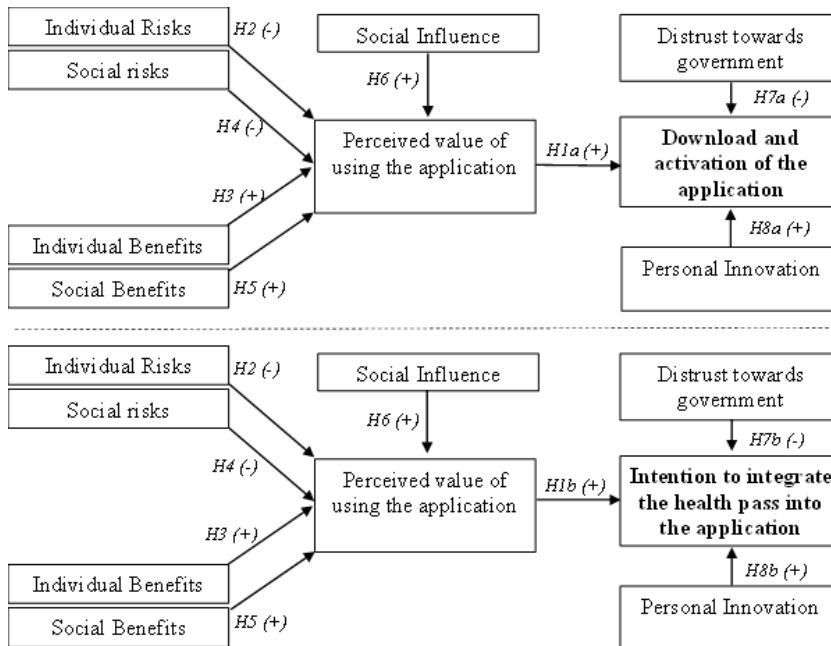 Individual Risks
H2 (-)
Social Influence
Distrust towards
government
Social risks
H6 (+)
H7a (-)
H4 (-)
Perceived value of
using the application
H1a (+)
Download and
activation of the
application
H3 (+)
H8a (+)
Individual Benefits
Social Benefits
H5 (+)
Personal Innovation
Individual Risks
H2 (-)
Social Influence
Distrust towards
government
Social risks
H6 (+)
H7b (-)
H4 (-)
Perceived value of
using the application
H1b (+)
Intention to integrate
the health pass into
the application
H3 (+)
H8b (+)
Individual Benefits
Social Benefits
H5 (+)
Personal Innovation